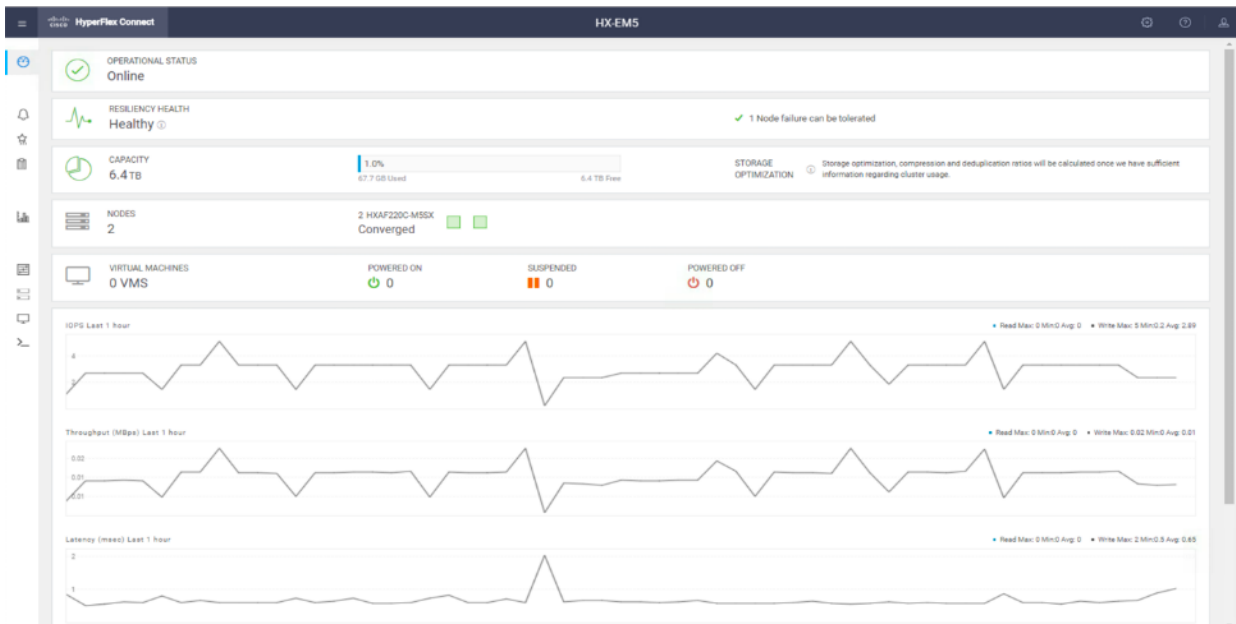 CISCO HyperFlex Connect
HX-EM5
OPERATIONAL STATUS
Online
RESILIENCY HEALTH
Healthy
1 Node failure can be tolerated
CAPACITY
6.4 TB
1.0%
67.7 GB Used
6.4 TB Free
STORAGE OPTIMIZATION
Storage optimization, compression and deduplication ratios will be calculated once we have sufficient
information regarding cluster usage.
NODES
2
2 HXAF220C-M5SX
Converged
VIRTUAL MACHINES
0 VMS
POWERED ON
0
SUSPENDED
0
POWERED OFF
0
IOPS Last 1 hour
Read Max: 0 Min:0 Avg: 0 Write Max: 5 Min:0.2 Avg: 2.89
4
2
Throughput (MBps) Last 1 hour
Read Max: 0 Min:0 Avg: 0 Write Max: 0.02 Min:0 Avg: 0.01
0.02
0.01
0.01
Latency (msec) Last 1 hour
Read Max: 0 Min:0 Avg: 0 Write Max: 2 Min:0.5 Avg: 0.65
2
1